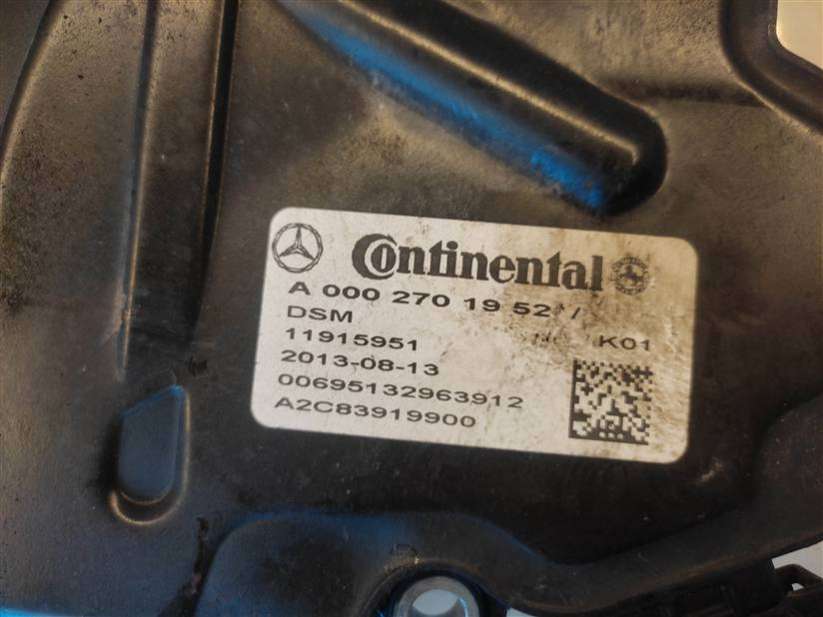 Continental
A 000 270 19 52
DSM
11915951 K01
2013-08-13
00695132963912
A2C83919900